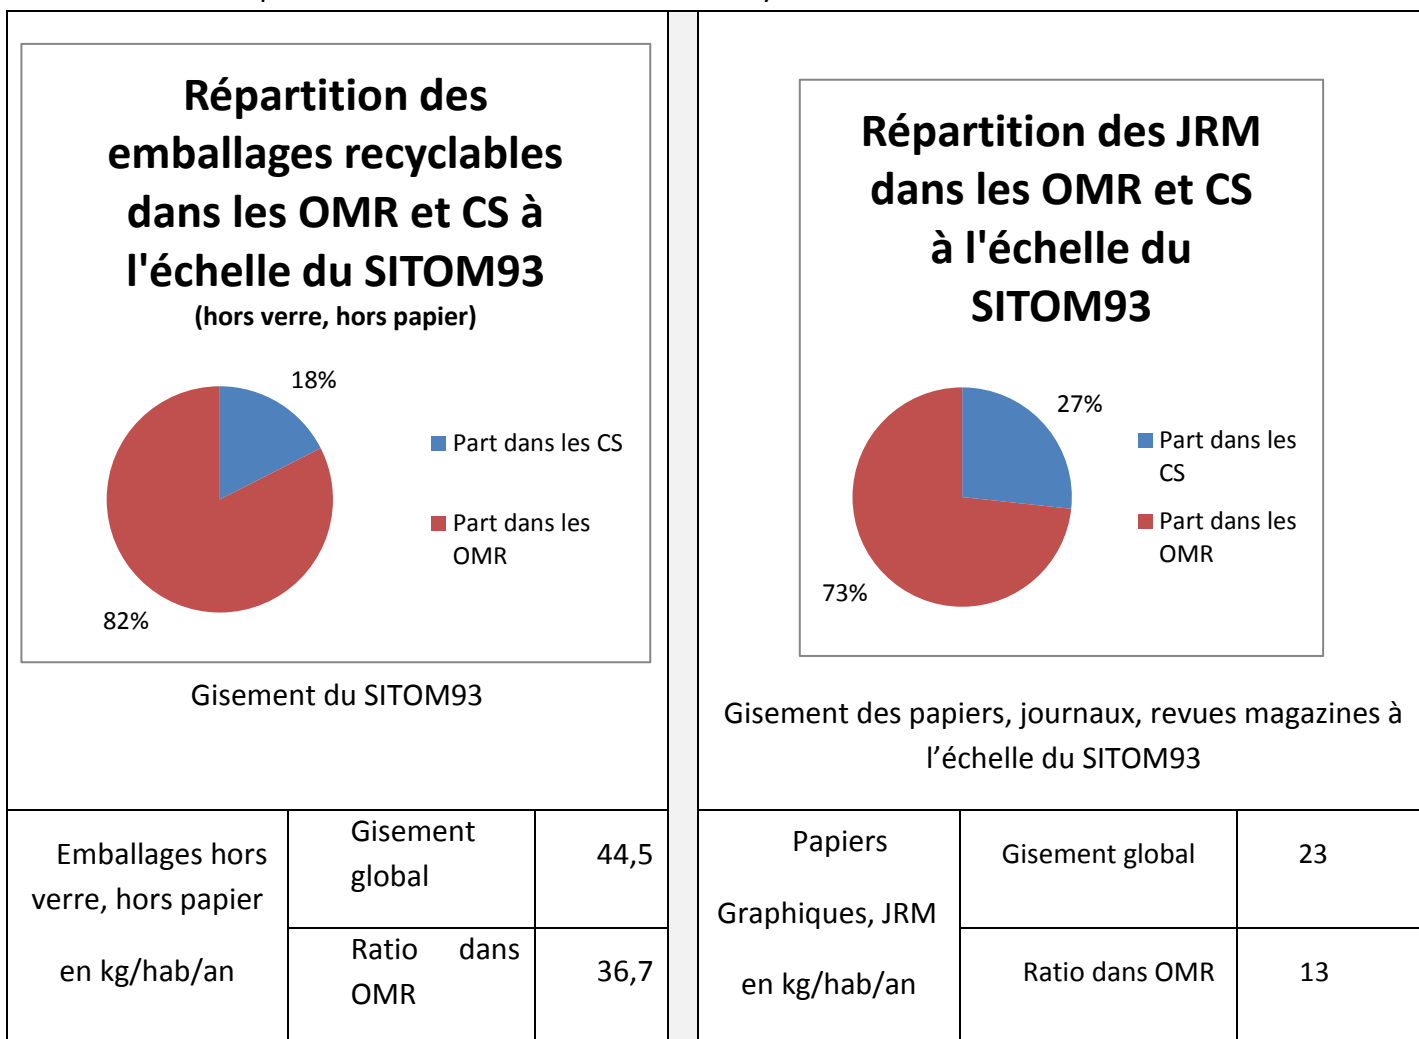 Répartition des
emballages recyclables
dans les OMR et CS à
l'échelle du SITOM93
(hors verre, hors papier)
18%
Part dans les CS
Part dans les
OMR
82%
Gisement du SITOM93
Répartition des JRM
dans les OMR et CS
à l'échelle du
SITOM93
27%
Part dans les
CS
Part dans les
OMR
73%
Gisement des papiers, journaux, revues magazines à
l’échelle du SITOM93
Emballages hors
verre, hors papier
en kg/hab/an
Gisement
global
44,5
Ratio dans
OMR
36,7
Papiers
Graphiques, JRM
en kg/hab/an
Gisement global
23
Ratio dans OMR
13